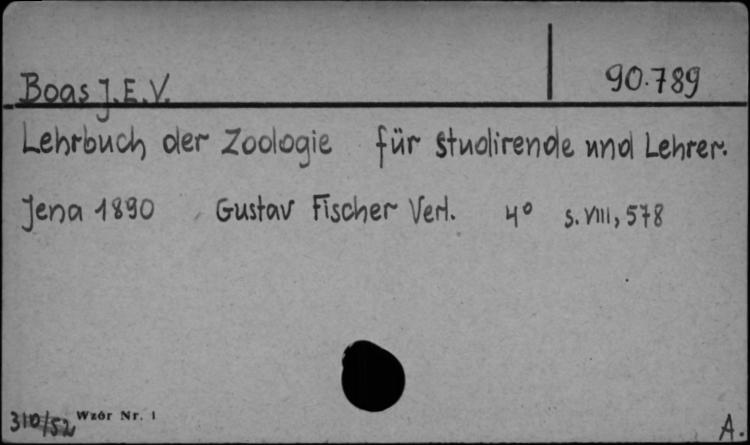 90.789
Boas J.E.V.
Lehrbuch der Zoologie für Studirende und Lehrer.
Jena 1890 Gustav Fischer Verl. 4° S. VIII, 578
310/52 Wzór Nr. 1
A.